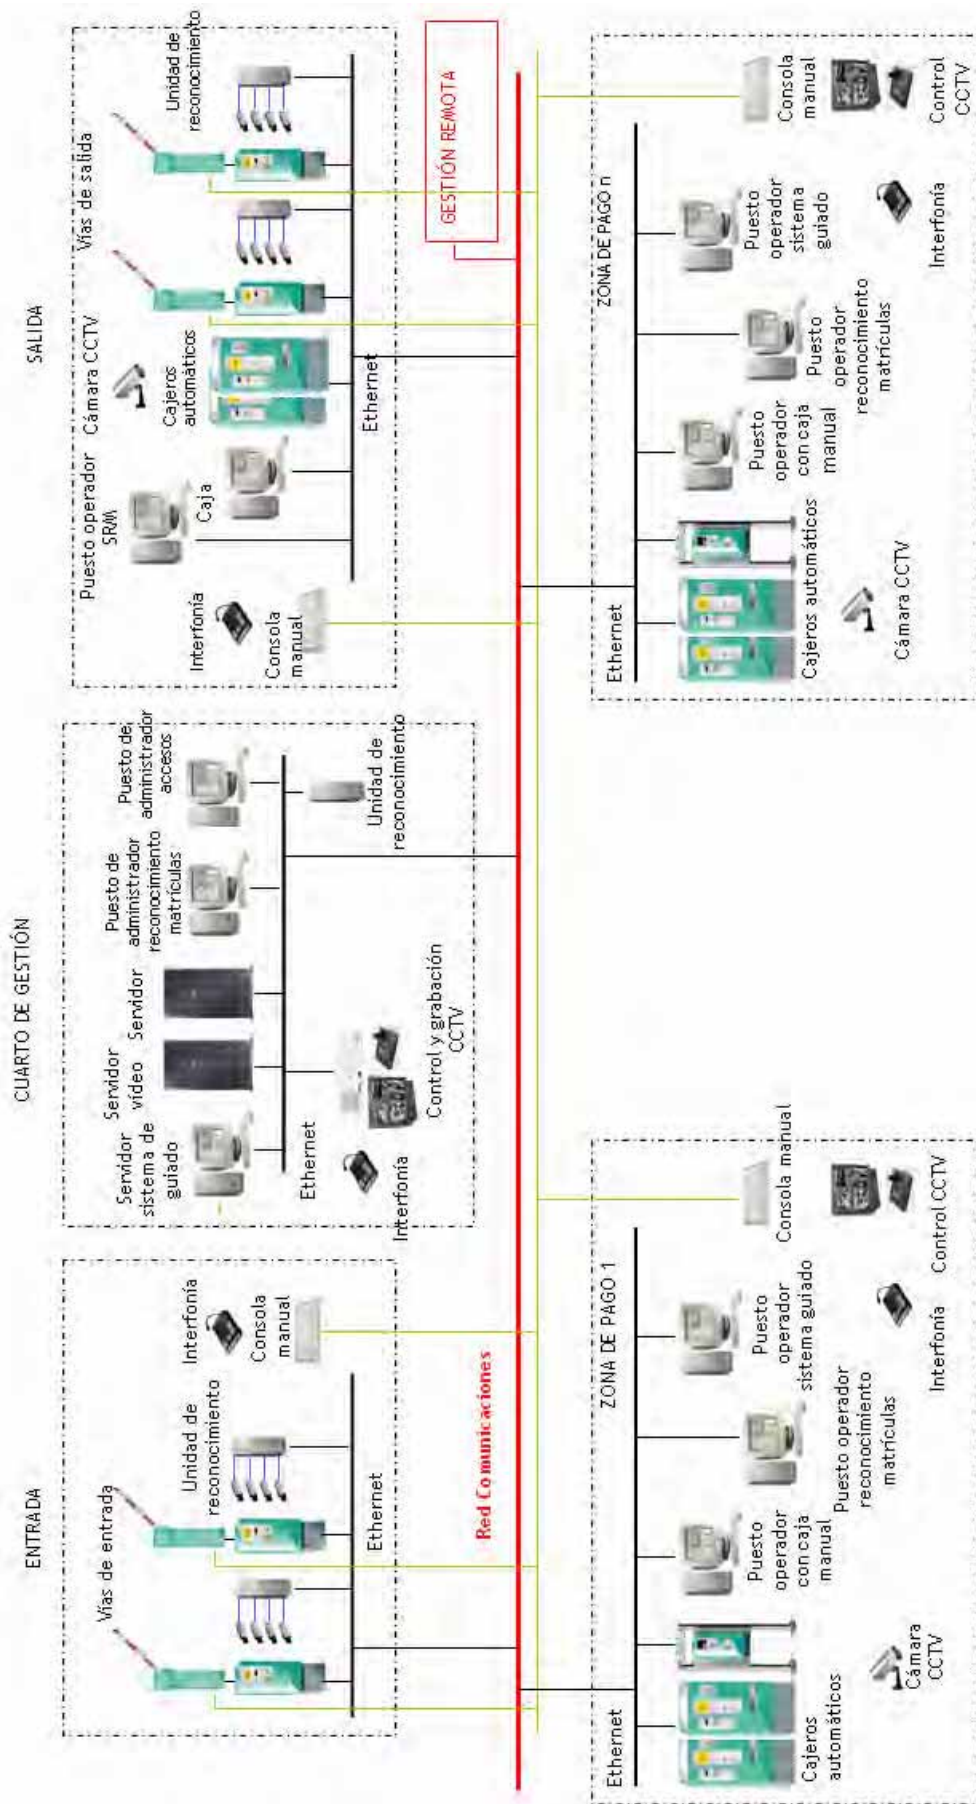 ENTRADA
Vías de entrada
Unidad de
reconocimiento
Interfonía
Consola
manual
Ethernet
CUARTO DE GESTIÓN
Servidor
sistema de
guiado
Servidor
vídeo
Servidor
Puesto de
administrador
reconocimiento
matrículas
Puesto de
administrador
accesos
Ethernet
Interfonía
Control y grabación
CCTV
Unidad de
reconocimiento
SALIDA
Puesto operador
SRM
Caja
Cámara CCTV
Cajeros
automáticos
Vías de salida
Unidad de
reconocimiento
Interfonía
Consola
manual
Ethernet
Red Comunicaciones
GESTIÓN REMOTA
ZONA DE PAGO 1
Ethernet
Cajeros
automáticos
Cámara
CCTV
Puesto
operador
con caja
manual
Puesto operador
reconocimiento
matrículas
Puesto
operador
sistema guiado
Interfonía
Consola manual
Control CCTV
ZONA DE PAGO n
Ethernet
Cajeros automáticos
Cámara CCTV
Puesto
operador
con caja
manual
Puesto
operador
reconocimiento
matrículas
Puesto
operador
sistema
guiado
Interfonía
Consola
manual
Control
CCTV